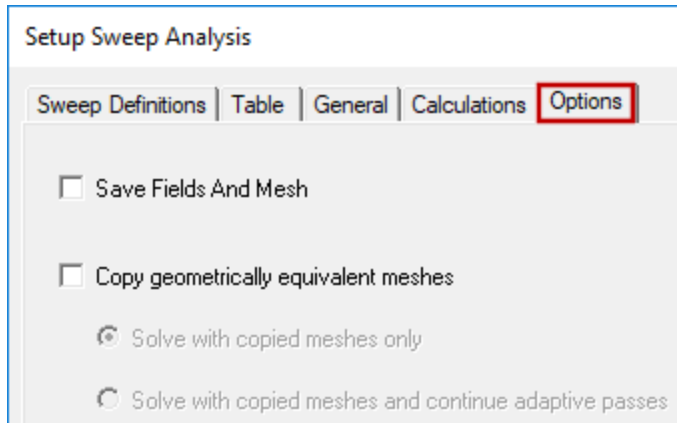 Setup Sweep Analysis
Sweep Definitions Table General Calculations Options
Save Fields And Mesh
Copy geometrically equivalent meshes
Solve with copied meshes only
Solve with copied meshes and continue adaptive passes